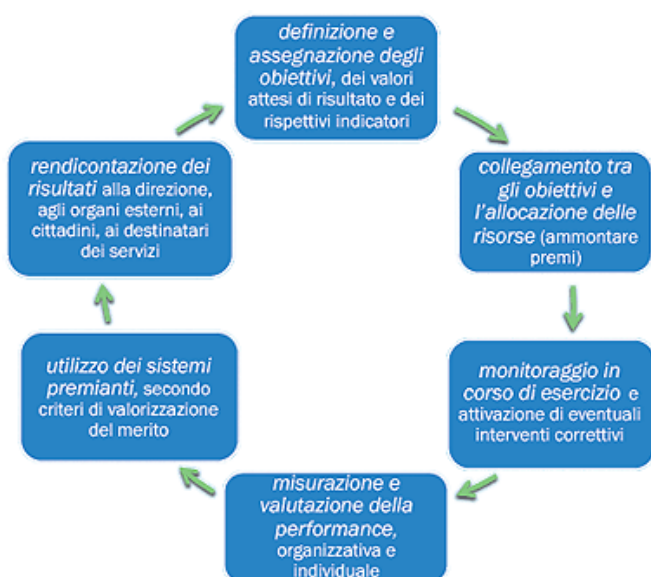 definizione e
assegnazione degli
obiettivi, dei valori
attesi di risultato e dei
rispettivi indicatori
collegamento tra
gli obiettivi e
l'allocazione delle
risorse (ammontare
premi)
monitoraggio in
corso di esercizio e
attivazione di eventuali
interventi correttivi
misurazione e
valutazione della
performance,
organizzativa e
individuale
utilizzo dei sistemi
premianti, secondo
criteri di valorizzazione
del merito
rendicontazione dei
risultati alla direzione,
agli organi esterni, ai
cittadini, ai destinatari
dei servizi